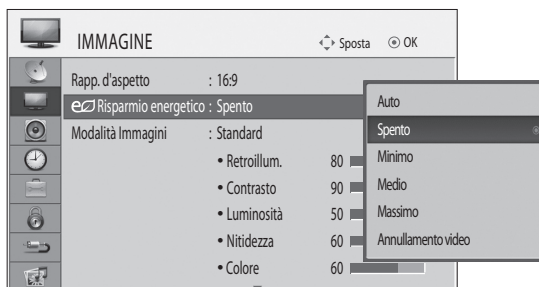 IMMAGINE Sposta OK
Rapp. d'aspetto : 16:9
Risparmio energetico : Spento
Modalità Immagini : Standard
• Retroillum. 80
• Contrasto 90
• Luminosità 50
• Nitidezza 60
• Colore 60
Auto
Spento
Minimo
Medio
Massimo
Annullamento video